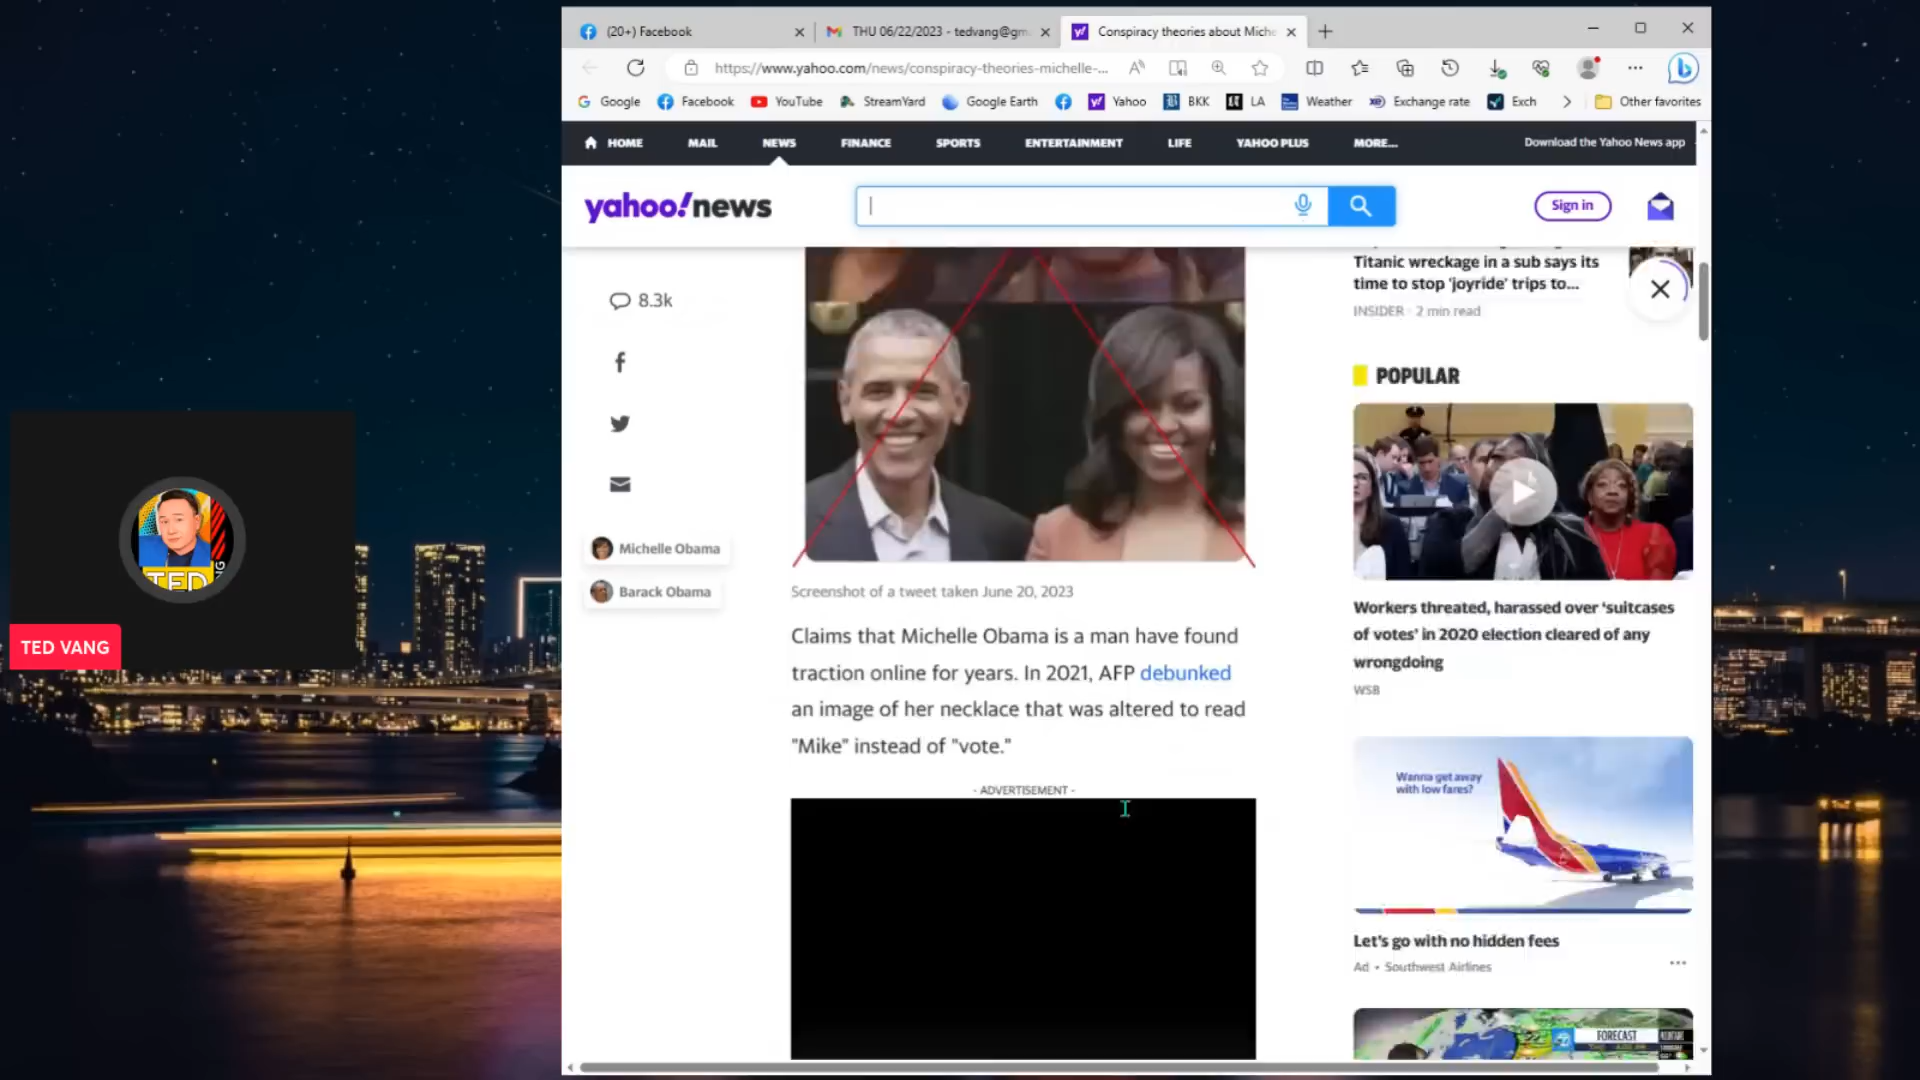 (20+) Facebook
THU 06/22/2023 - tedvang@gm
Conspiracy theories about Miche
https://www.yahoo.com/news/conspiracy-theories-michelle-...
Google
Facebook
YouTube
StreamYard
Google Earth
Yahoo
BKK
LA
Weather
Exchange rate
Exch
Other favorites
HOME
MAIL
NEWS
FINANCE
SPORTS
ENTERTAINMENT
LIFE
YAHOO PLUS
MORE...
Download the Yahoo News app
yahoo!news
Sign in
8.3k
Michelle Obama
Barack Obama
Screenshot of a tweet taken June 20, 2023
Claims that Michelle Obama is a man have found
traction online for years. In 2021, AFP debunked
an image of her necklace that was altered to read
"Mike" instead of "vote."
- ADVERTISEMENT -
Titanic wreckage in a sub says its
time to stop 'joyride' trips to...
INSIDER · 2 min read
POPULAR
Workers threatened, harassed over 'suitcases
of votes' in 2020 election cleared of any
wrongdoing
WSB
Wanna get away
with low fares?
Let's go with no hidden fees
Ad • Southwest Airlines
FORECAST
TED
TED VANG